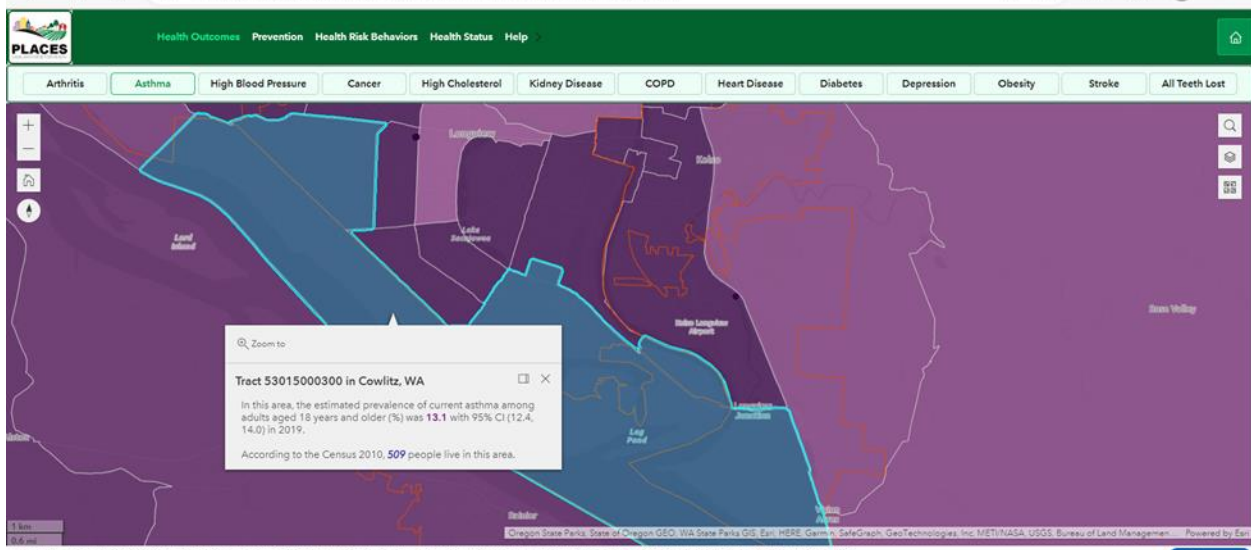 PLACES
Health Outcomes Prevention Health Risk Behaviors Health Status Help
Arthritis Asthma High Blood Pressure Cancer High Cholesterol Kidney Disease COPD Heart Disease Diabetes Depression Obesity Stroke All Teeth Lost
Longview
Kelso
Lord
Island
Lake
Sacajawea
Rose Valley
Kelso Longview
Airport
Zoom to
Tract 53015000300 in Cowlitz, WA
In this area, the estimated prevalence of current asthma among
adults aged 18 years and older (%) was 13.1 with 95% CI (12.4,
14.0) in 2019.
According to the Census 2010, 509 people live in this area.
Longview
Junction
Log
Pond
Rainier
1 km
0.6 mi
Oregon State Parks, State of Oregon GEO, WA State Parks GIS, Esri, HERE, Garmin, SafeGraph, GeoTechnologies, Inc, METI/NASA, USGS, Bureau of Land Managemen... Powered by Esri